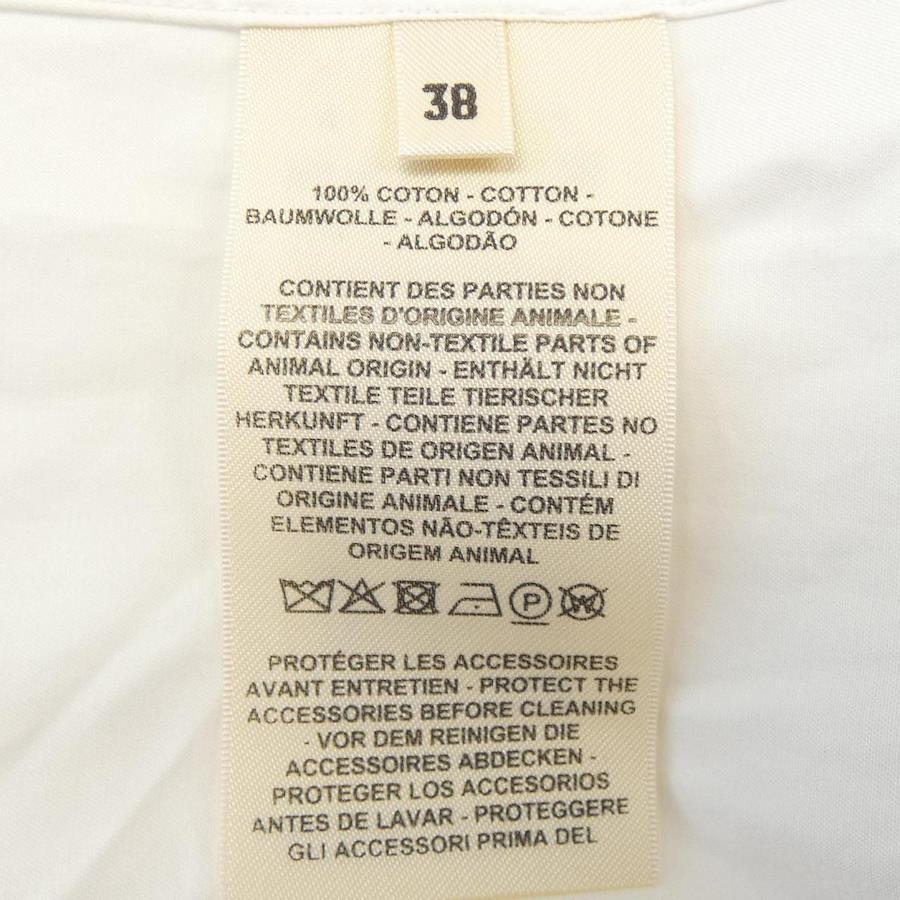 38
100% COTON - COTTON -
BAUMWOLLE - ALGODÓN - COTONE
- ALGODÃO
CONTIENT DES PARTIES NON
TEXTILES D'ORIGINE ANIMALE -
CONTAINS NON-TEXTILE PARTS OF
ANIMAL ORIGIN - ENTHÄLT NICHT
TEXTILE TEILE TIERISCHER
HERKUNFT - CONTIENE PARTES NO
TEXTILES DE ORIGEN ANIMAL -
CONTIENE PARTI NON TESSILI DI
ORIGINE ANIMALE - CONTÉM
ELEMENTOS NÃO-TÊXTEIS DE
ORIGEM ANIMAL
P W
PROTÉGER LES ACCESSOIRES
AVANT ENTRETIEN - PROTECT THE
ACCESSORIES BEFORE CLEANING
- VOR DEM REINIGEN DIE
ACCESSOIRES ABDECKEN -
PROTEGER LOS ACCESORIOS
ANTES DE LAVAR - PROTEGGERE
GLI ACCESSORI PRIMA DEL